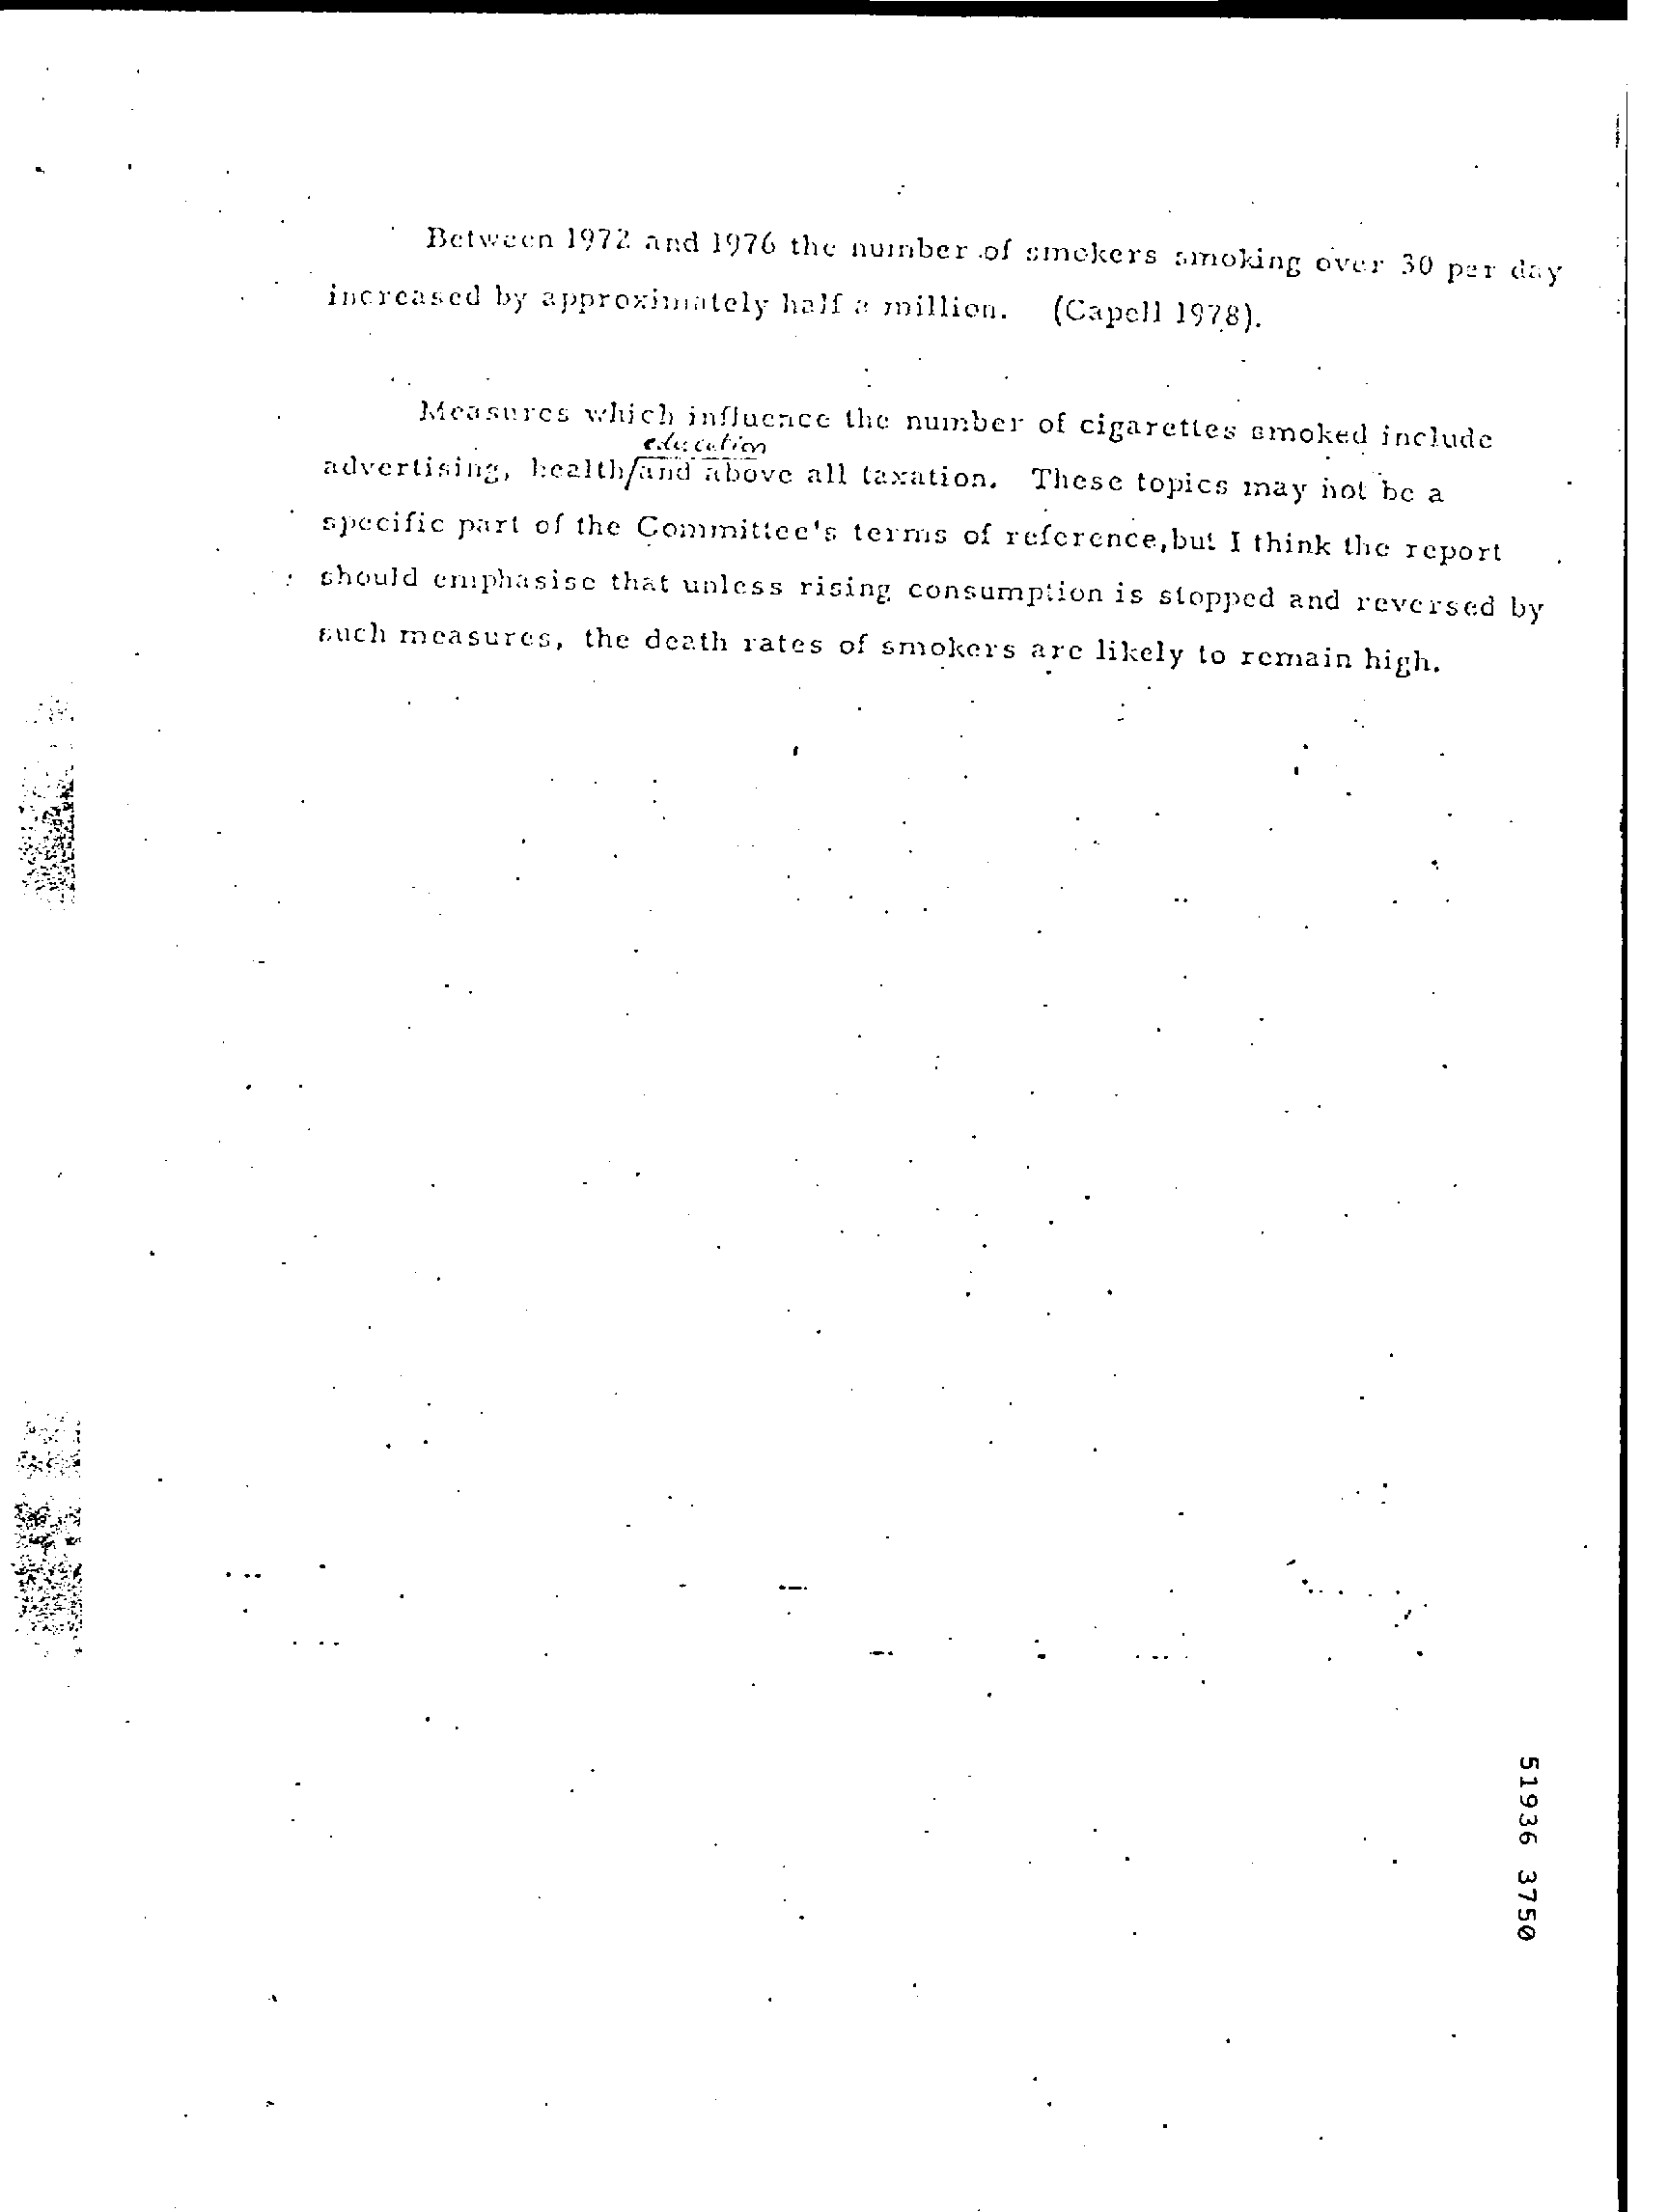 Between 1972 and 1976 the number of smokers smoking over 30 per day
increased by approximately half a million. (Capell 1978).
Measures which influence the number of cigarettes smoked include
education
advertising, health/and above all taxation. These topics may not be a
specific part of the Committee's terms of reference,but I think the report
should emphasise that unless rising consumption is stopped and reversed by
such measures, the death rates of smokers are likely to remain high.
51936 3750